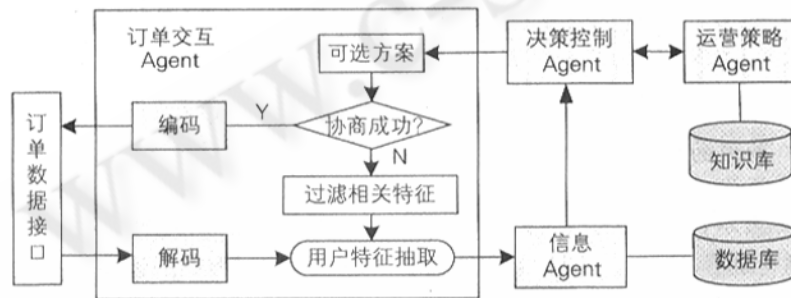 订单交互
Agent
可选方案
决策控制
Agent
运营策略
Agent
订单数据接口
编码
Y
协商成功?
N
知识库
过滤相关特征
解码
用户特征抽取
信息
Agent
数据库